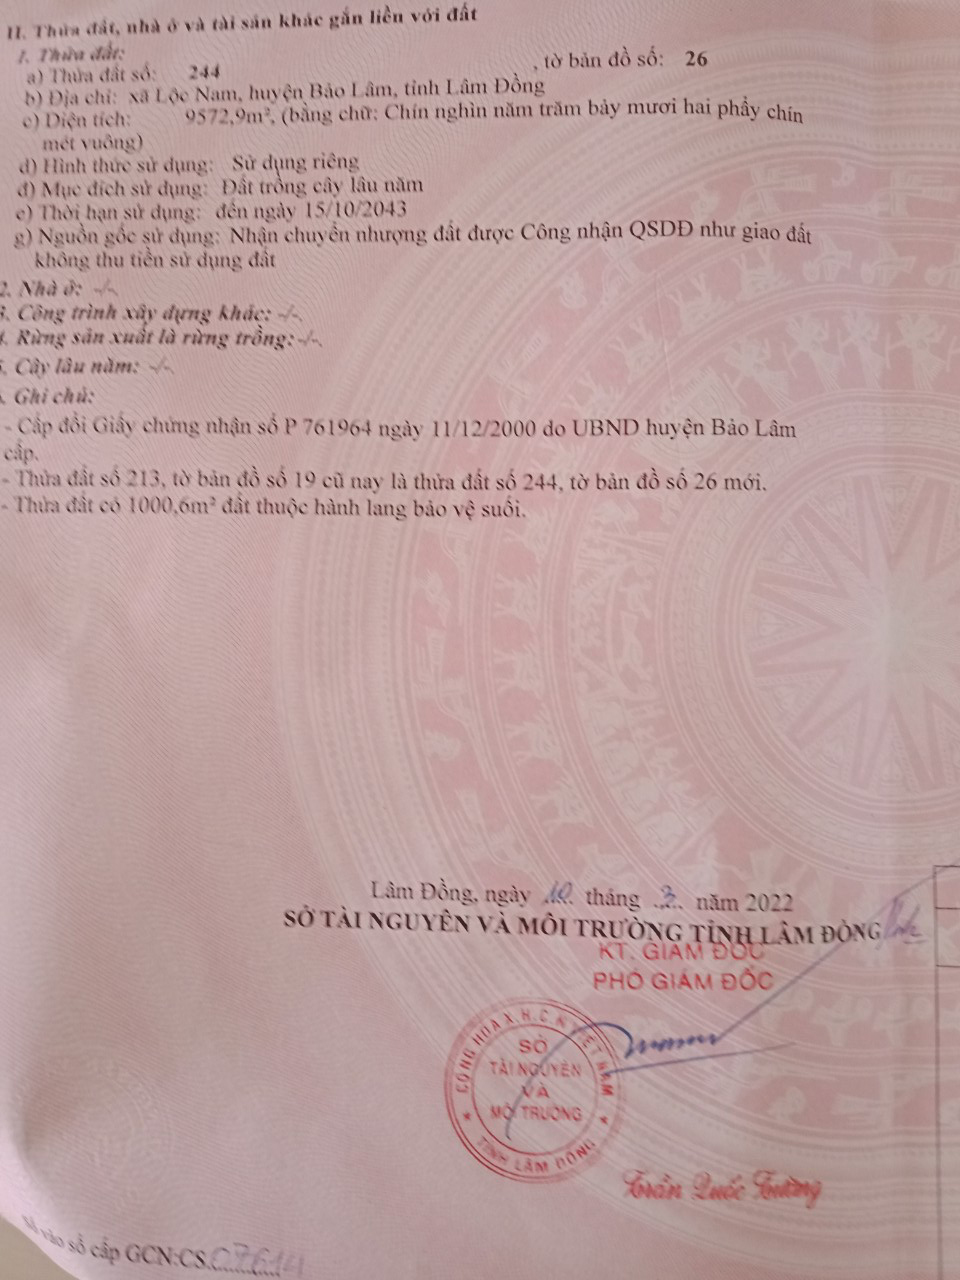 II. Thửa đất, nhà ở và tài sản khác gắn liền với đất
1. Thửa đất:
a) Thửa đất số: 244 , tờ bản đồ số: 26
b) Địa chỉ: xã Lộc Nam, huyện Bảo Lâm, tỉnh Lâm Đồng
c) Diện tích: 9572,9m², (bằng chữ: Chín nghìn năm trăm bảy mươi hai phẩy chín
mét vuông)
d) Hình thức sử dụng: Sử dụng riêng
đ) Mục đích sử dụng: Đất trồng cây lâu năm
e) Thời hạn sử dụng: đến ngày 15/10/2043
g) Nguồn gốc sử dụng: Nhận chuyển nhượng đất được Công nhận QSDĐ như giao đất
không thu tiền sử dụng đất
2. Nhà ở: -/-.
3. Công trình xây dựng khác: -/-.
4. Rừng sản xuất là rừng trồng: -/-.
. Cây lâu năm: -/-.
. Ghi chú:
- Cấp đổi Giấy chứng nhận số P 761964 ngày 11/12/2000 do UBND huyện Bảo Lâm
cấp.
- Thửa đất số 213, tờ bản đồ số 19 cũ nay là thửa đất số 244, tờ bản đồ số 26 mới.
- Thửa đất có 1000,6m² đất thuộc hành lang bảo vệ suối.
Lâm Đồng, ngày 10 tháng 3 năm 2022
SỞ TÀI NGUYÊN VÀ MÔI TRƯỜNG TỈNH LÂM ĐỒNG
KT. GIÁM ĐỐC
PHÓ GIÁM ĐỐC
CỘNG HÒA X.H.C.N VIỆT NAM
SỞ
TÀI NGUYÊN
VÀ
MÔI TRƯỜNG
TỈNH LÂM ĐỒNG
Trần Quốc Tường
Số vào sổ cấp GCN:CS.07614